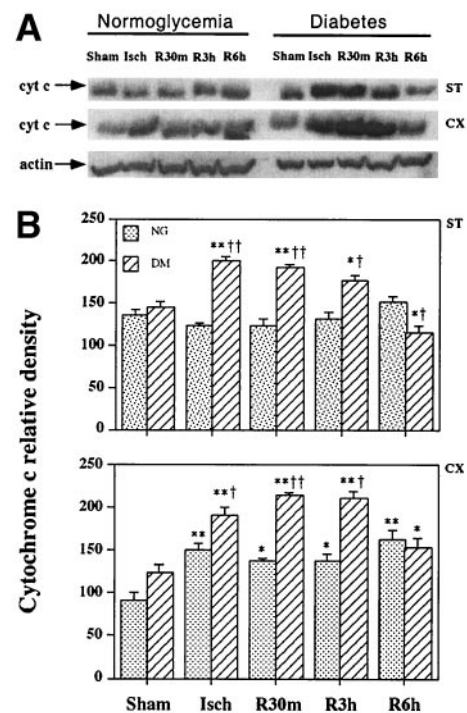 A
Normoglycemia Diabetes
Sham Isch R30m R3h R6h Sham Isch R30m R3h R6h
cyt c ST
cyt c CX
actin
B
Cytochrome c relative density
250 ST
NG
DM
200
150
100
50
0
**††
**††
*†
*†
250 CX
200
150
100
50
0
**
**†
*
**††
*
**†
**
*
Sham Isch R30m R3h R6h